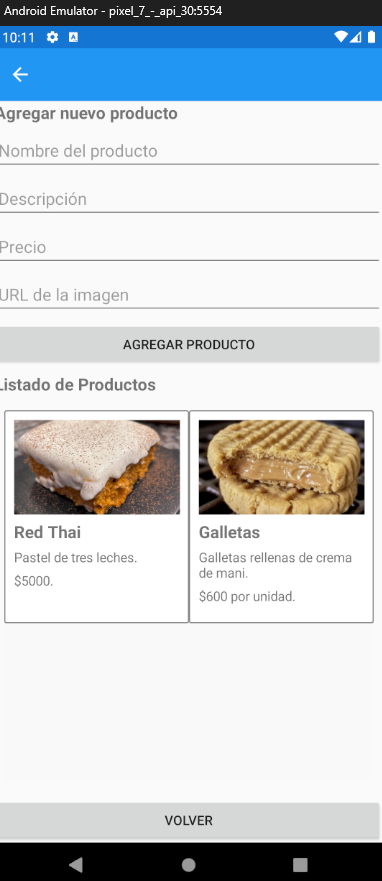 Android Emulator - pixel_7_-_api_30:5554
10:11
Agregar nuevo producto
Nombre del producto
Descripción
Precio
URL de la imagen
AGREGAR PRODUCTO
Listado de Productos
Red Thai
Pastel de tres leches.
$5000.
Galletas
Galletas rellenas de crema
de mani.
$600 por unidad.
VOLVER